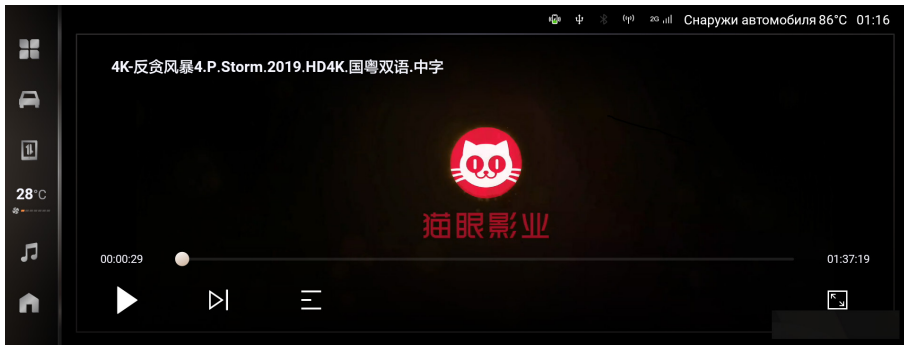 2G Снаружи автомобиля 86°C 01:16
4K-反贪风暴4.P.Storm.2019.HD4K.国粤双语.中字
28°C
猫眼影业
00:00:29
01:37:19